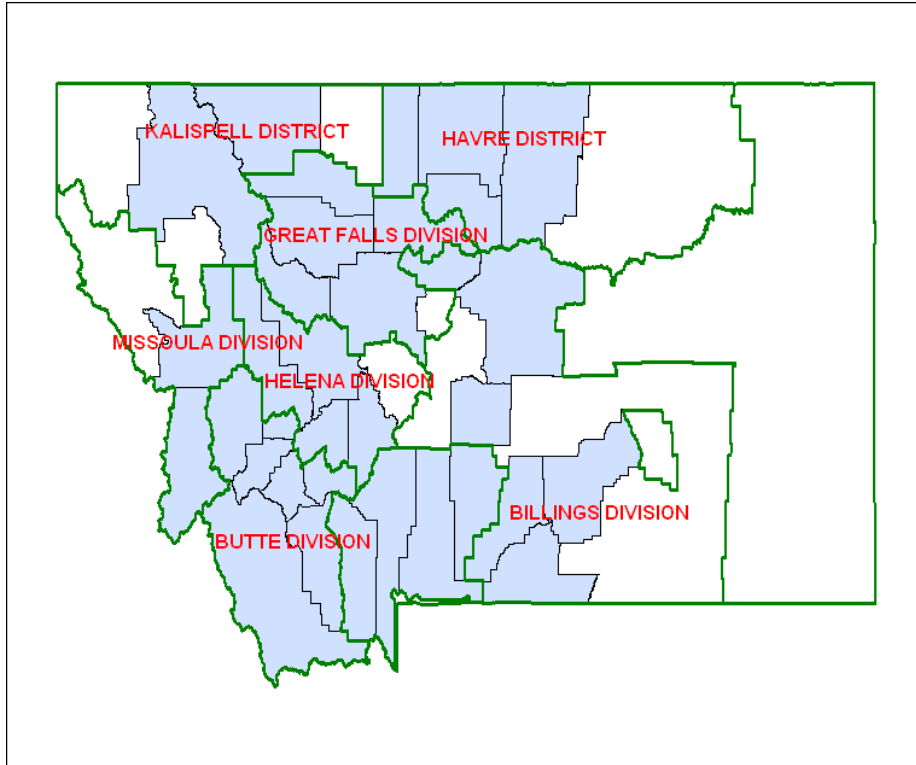 KALISPELL DISTRICT
HAVRE DISTRICT
GREAT FALLS DIVISION
MISSOULA DIVISION
HELENA DIVISION
BILLINGS DIVISION
BUTTE DIVISION